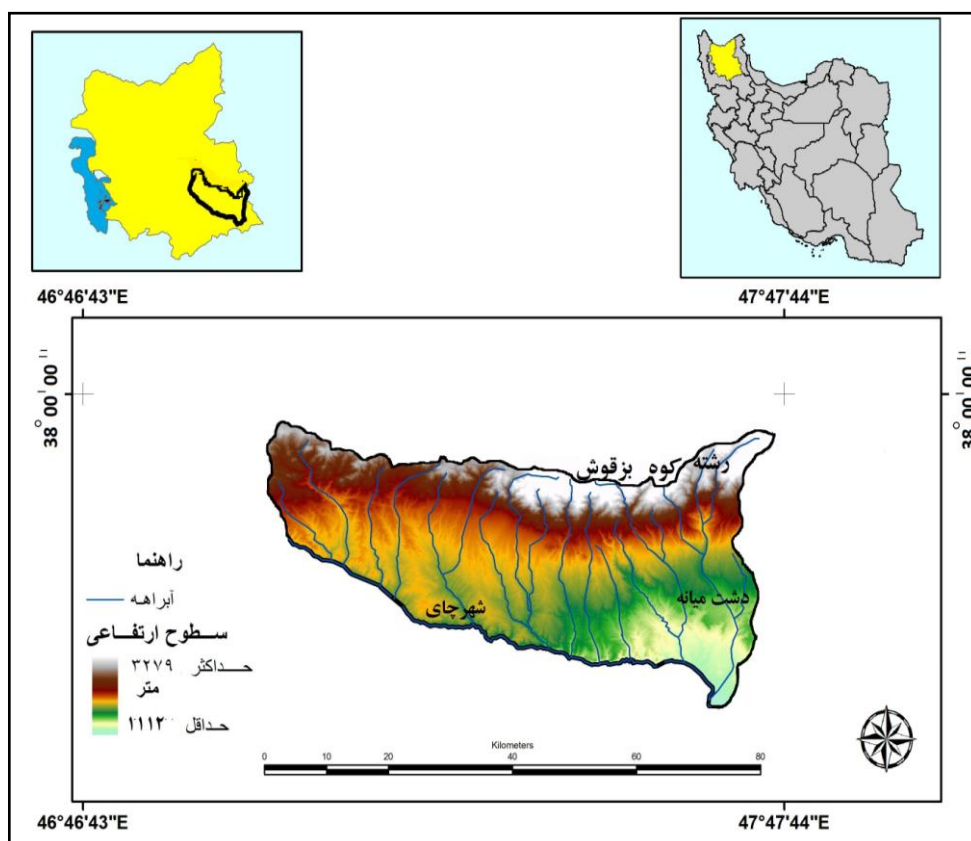 46°46'43"E
47°47'44"E
38°00'00"
38°00'00"
رشته کوه بزقوش
دشت میانه
شهرچای
راهنما
آبراهه
سطوح ارتفاعی
حداکثر ۳۲۷۹
متر
حداقل ۱۱۱۲
Kilometers
0 10 20 40 60 80
46°46'43"E
47°47'44"E